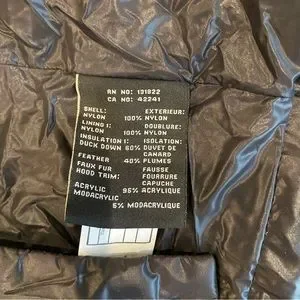 RN NO: 131822
CA NO: 42241
SHELL: EXTERIEUR:
NYLON 100% NYLON
LINING 1: DOUBLURE:
NYLON 100% NYLON
INSULATION 1: ISOLATION:
DUCK DOWN 60% DUVET DE
CANARD
FEATHER 40% PLUMES
FAUX FUR FAUSSE
HOOD TRIM: FOURRURE
CAPUCHE
ACRYLIC 95% ACRYLIQUE
MODACRYLIC
5% MODACRYLIQUE